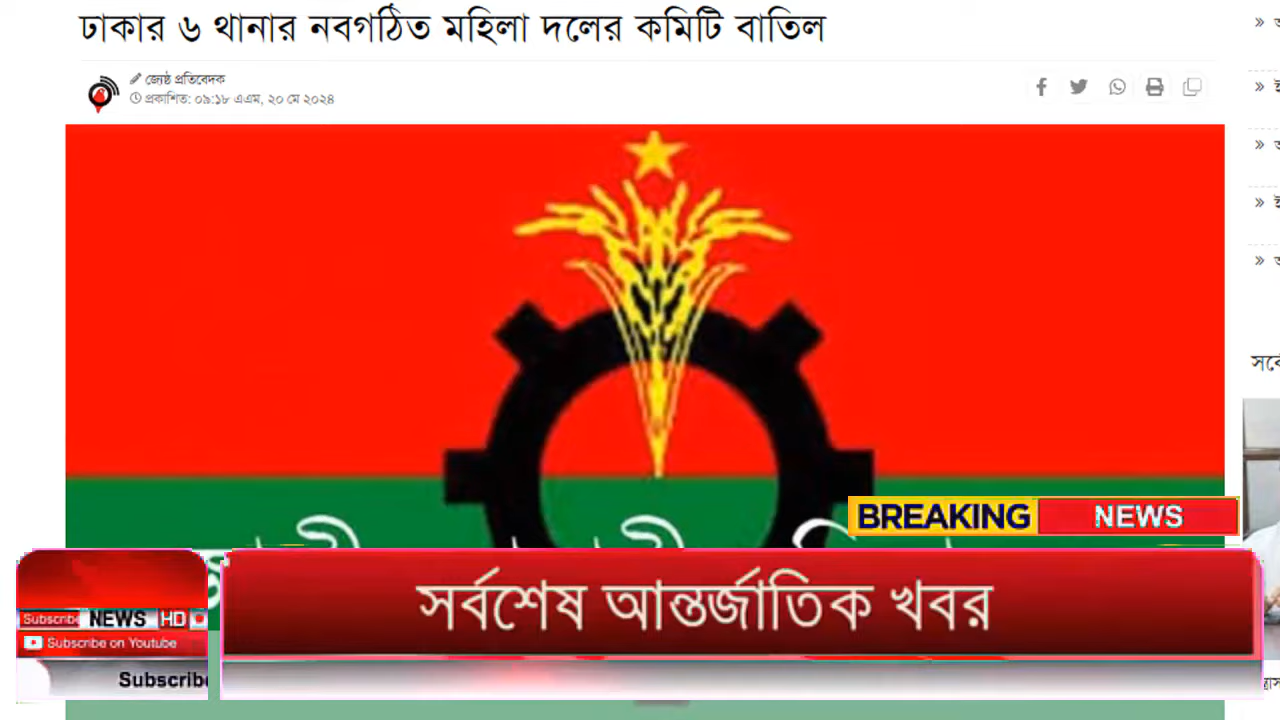 ঢাকার ৬ থানার নবগঠিত মহিলা দলের কমিটি বাতিল
জ্যেষ্ঠ প্রতিবেদক
প্রকাশিত: ০৯:১৮ এএম, ২০ মে ২০২৪
BREAKING NEWS
সর্বশেষ আন্তর্জাতিক খবর
Subscribe NEWS HD
Subscribe on Youtube
Subscribe